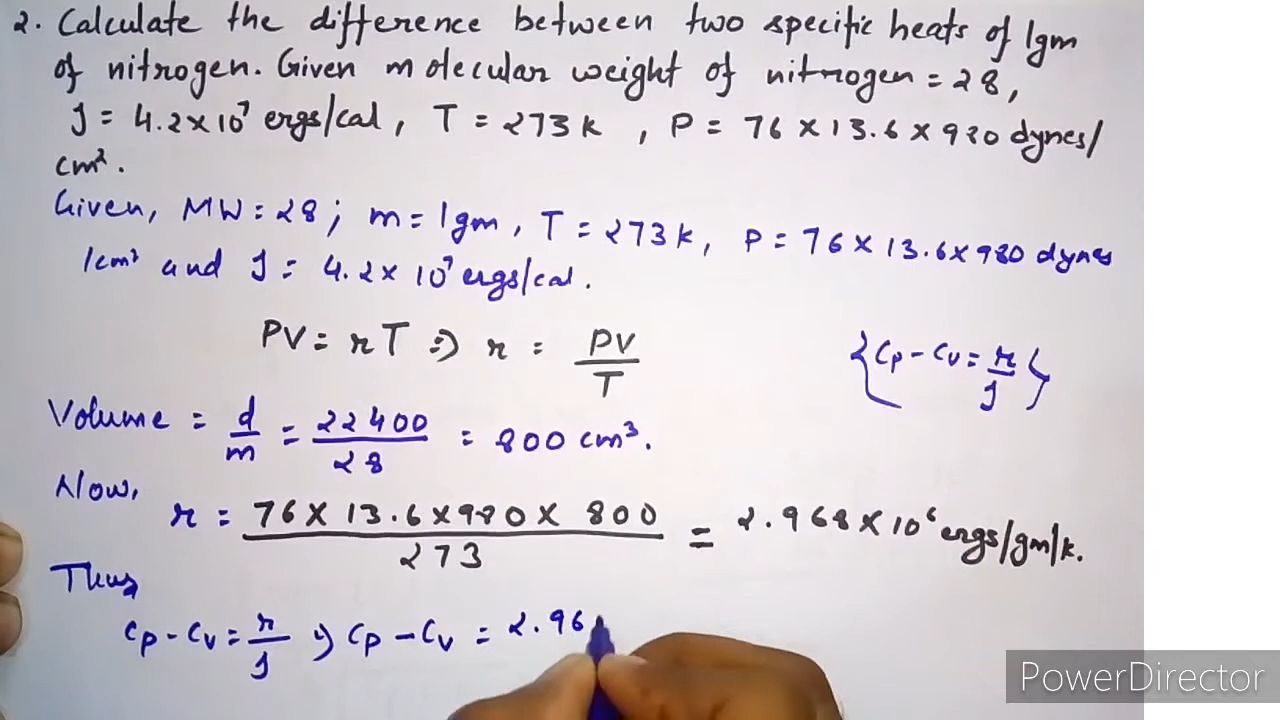 2. Calculate the difference between two specific heats of 1gm
of nitrogen. Given molecular weight of nitrogen = 28,
J = 4.2 × 10⁷ ergs/cal, T = 273 k, P = 76 × 13.6 × 980 dynes/
cm².
Given, MW = 28; m = 1gm, T = 273 k, P = 76 × 13.6 × 980 dynes
/cm² and J = 4.2 × 10⁷ ergs/cal.
PV = rT ⇒ r = PV/T {Cp - Cv = r/J}
Volume = d/m = 22400/28 = 800 cm³.
Now,
r = 76 × 13.6 × 980 × 800 / 273 = 2.968 × 10⁶ ergs/gm/k.
Thus
Cp - Cv = r/J ⇒ Cp - Cv = 2.96
PowerDirector